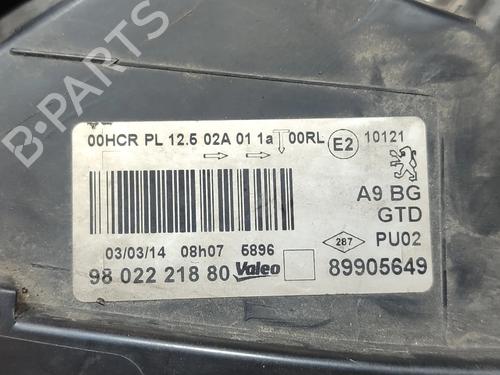 00HCR PL 12.5 02A 01 1a 00RL E2 10121
A9 BG
GTD
287 PU02
03/03/14 08h07 5896
98 022 218 80 Valeo 89905649
B-PARTS